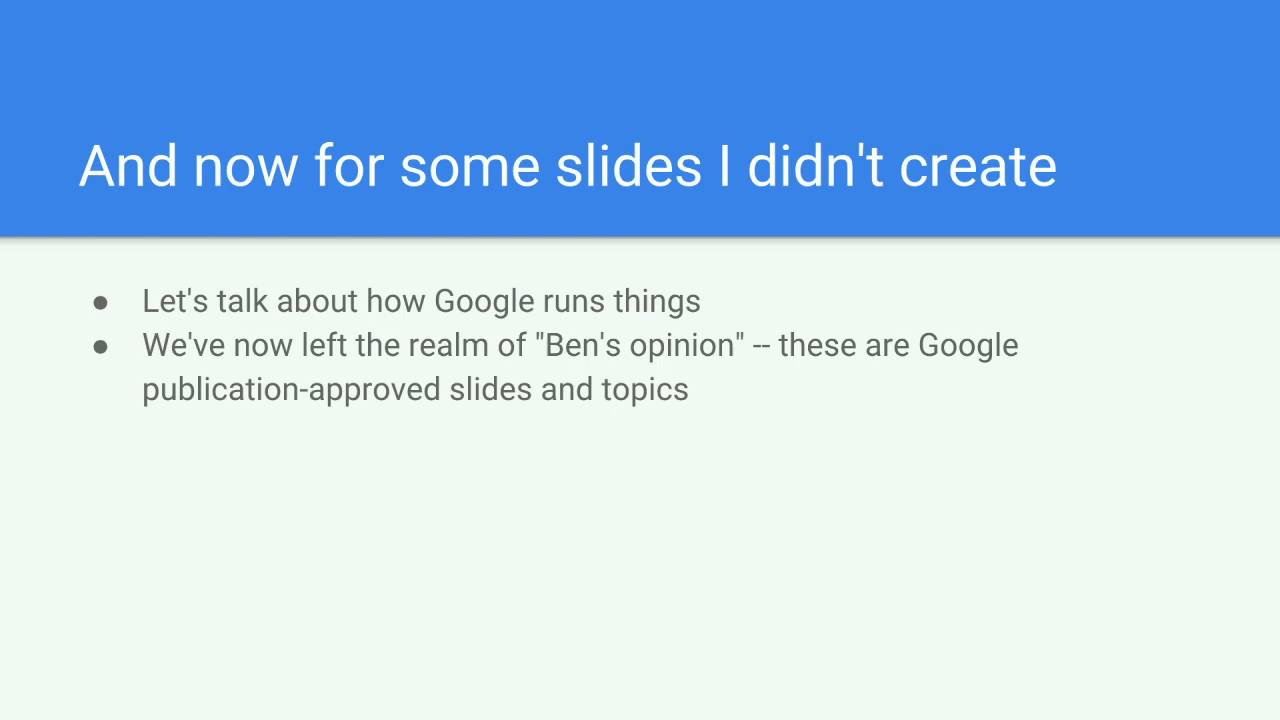 And now for some slides I didn't create
● Let's talk about how Google runs things
● We've now left the realm of "Ben's opinion" -- these are Google
publication-approved slides and topics